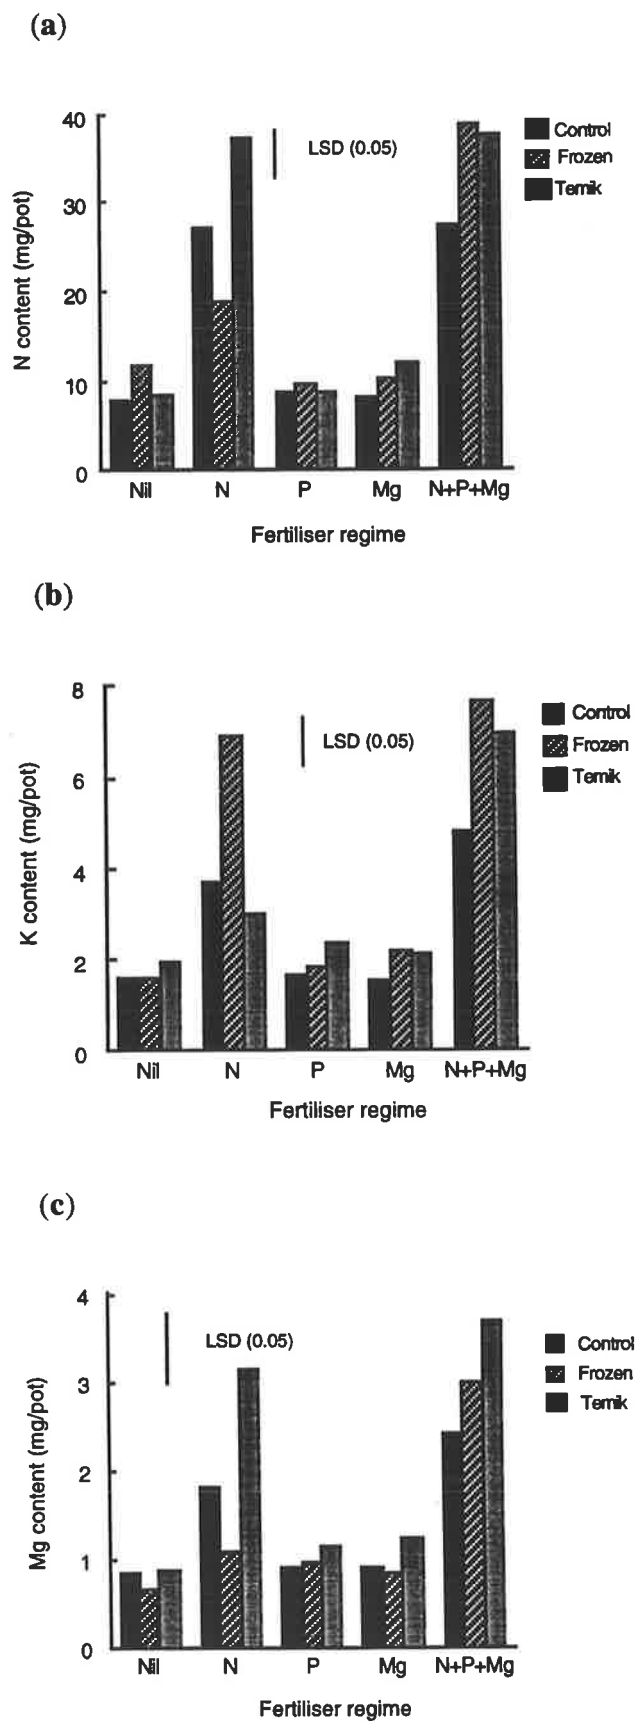 (a)
N content (mg/pot)
40
30
20
10
0
LSD (0.05)
Control
Frozen
Temik
Nil N P Mg N+P+Mg
Fertiliser regime
(b)
K content (mg/pot)
8
6
4
2
0
LSD (0.05)
Control
Frozen
Temik
Nil N P Mg N+P+Mg
Fertiliser regime
(c)
Mg content (mg/pot)
4
3
2
1
0
LSD (0.05)
Control
Frozen
Temik
Nil N P Mg N+P+Mg
Fertiliser regime